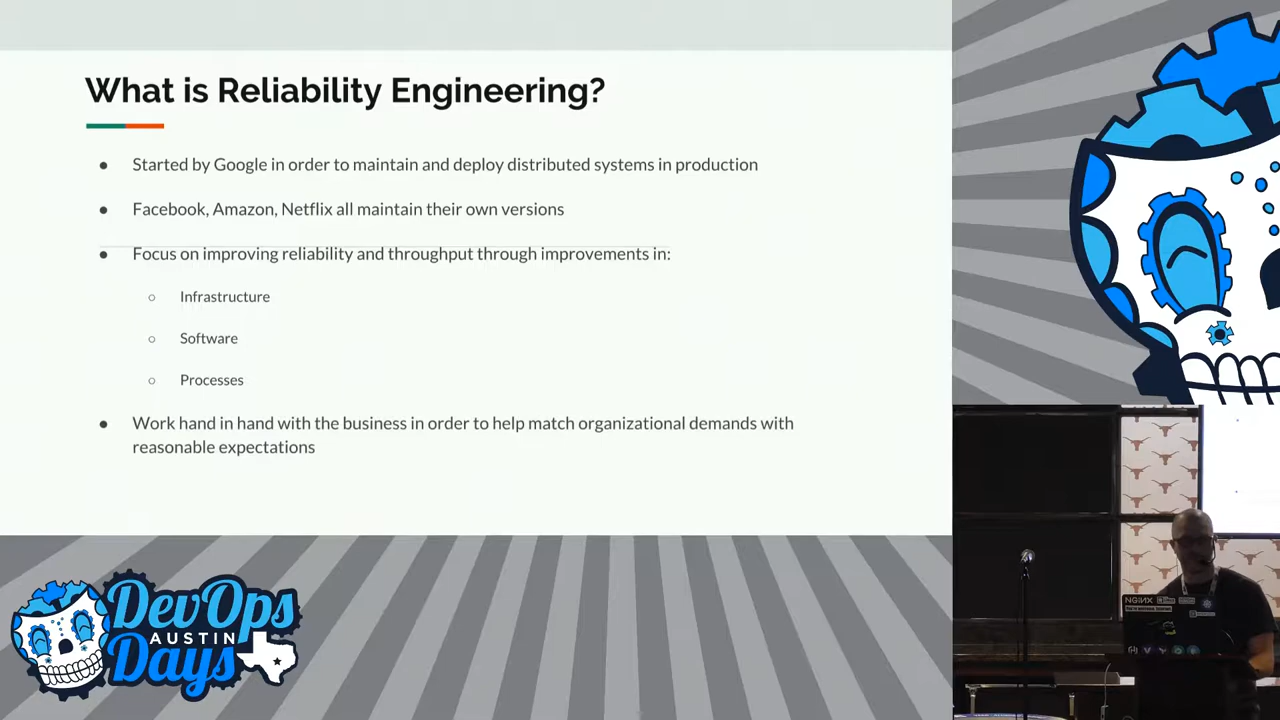 What is Reliability Engineering?
● Started by Google in order to maintain and deploy distributed systems in production
● Facebook, Amazon, Netflix all maintain their own versions
● Focus on improving reliability and throughput through improvements in:
○ Infrastructure
○ Software
○ Processes
● Work hand in hand with the business in order to help match organizational demands with
reasonable expectations
DevOps
AUSTIN
Days
NGINX